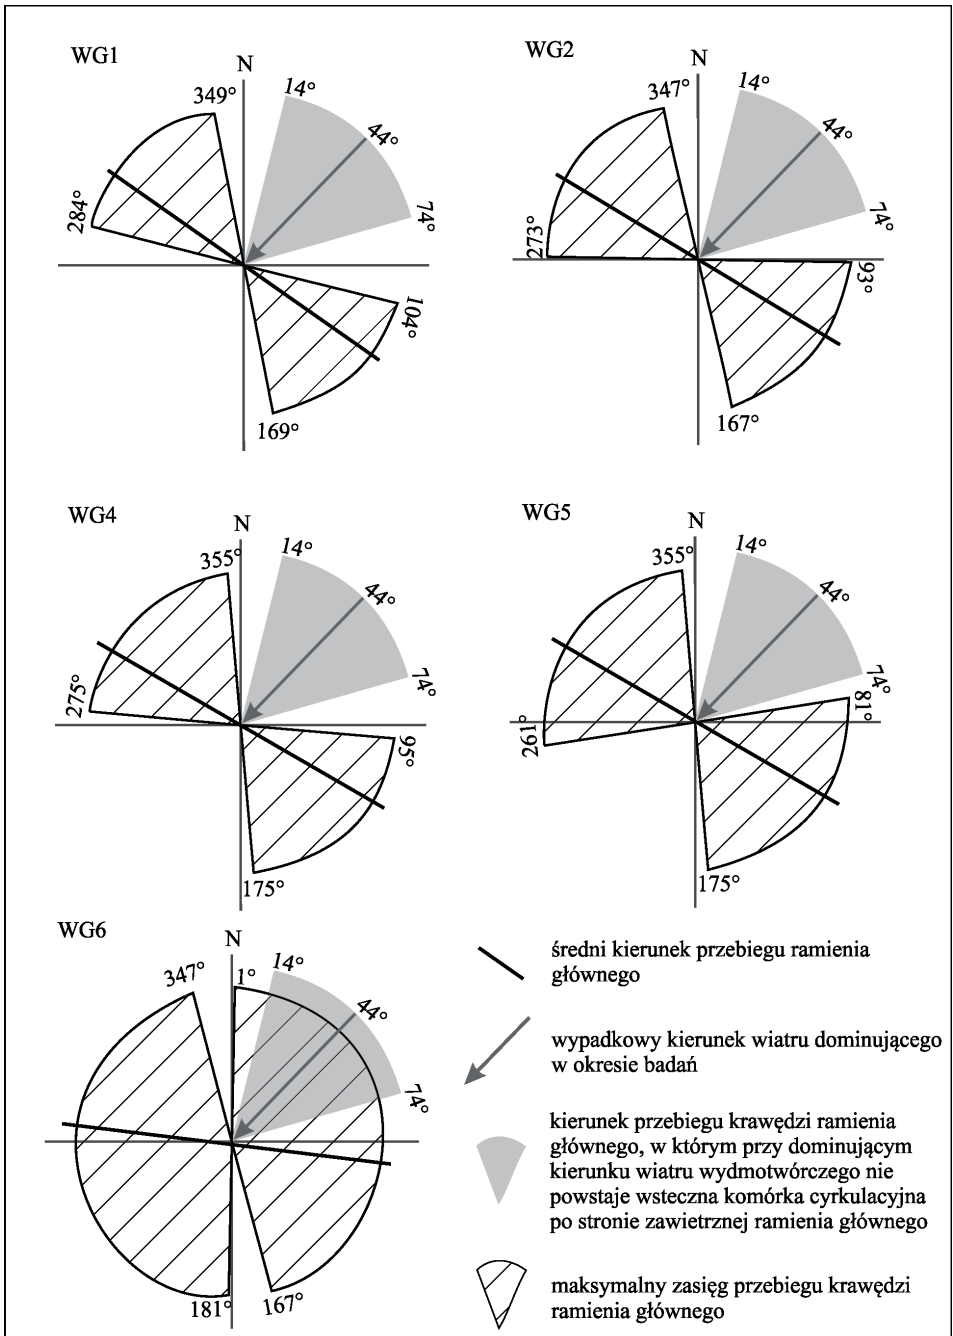 WG1
N
349°
14°
44°
74°
284°
104°
169°
WG2
N
347°
14°
44°
74°
273°
93°
167°
WG4
N
355°
14°
44°
74°
275°
95°
175°
WG5
N
355°
14°
44°
74°
81°
261°
175°
WG6
N
347°
1°
14°
44°
74°
181°
167°
średni kierunek przebiegu ramienia
głównego
wypadkowy kierunek wiatru dominującego
w okresie badań
kierunek przebiegu krawędzi ramienia
głównego, w którym przy dominującym
kierunku wiatru wydmotwórczego nie
powstaje wsteczna komórka cyrkulacyjna
po stronie zawietrznej ramienia głównego
maksymalny zasięg przebiegu krawędzi
ramienia głównego